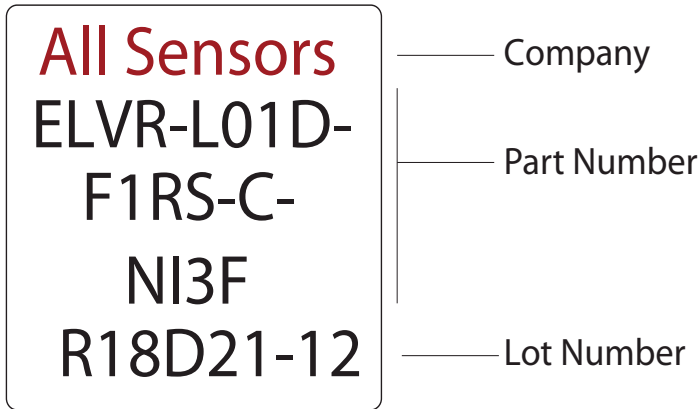 All Sensors
Company
ELVR-L01D-
F1RS-C-
NI3F
Part Number
R18D21-12
Lot Number